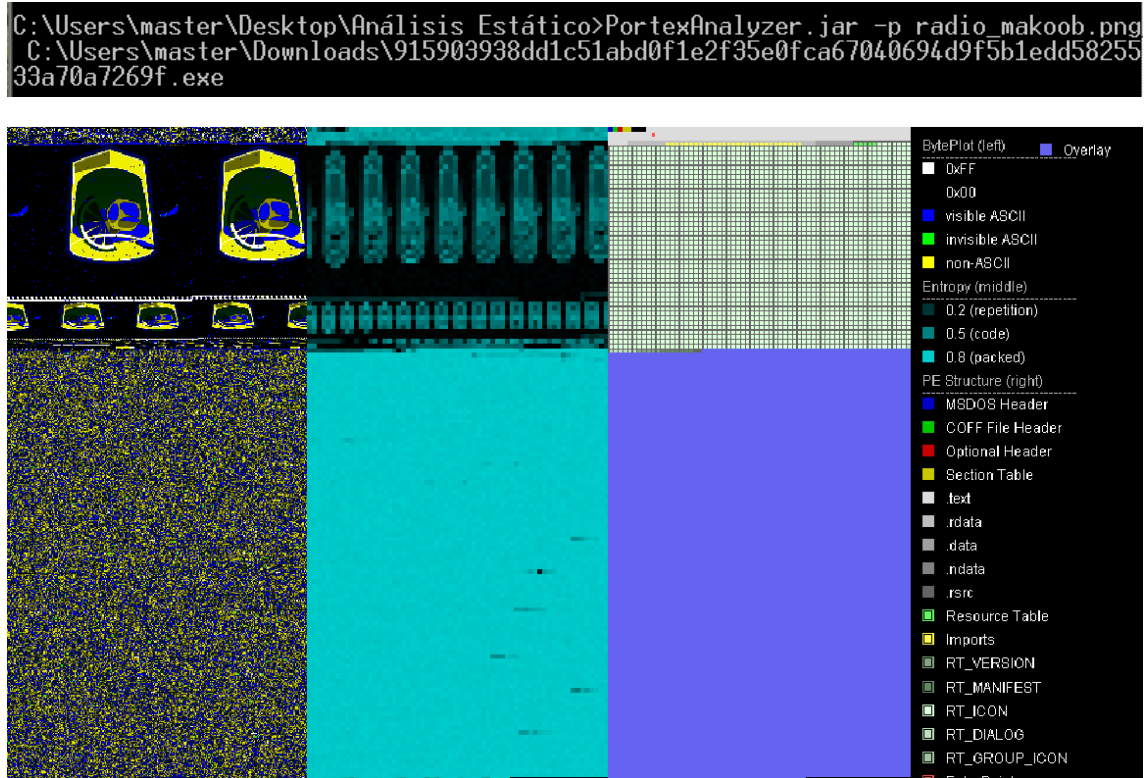 C:\Users\master\Desktop\Análisis Estático>PortexAnalyzer.jar -p radio_makoob.png
C:\Users\master\Downloads\915903938dd1c51abd0f1e2f35e0fca67040694d9f5b1edd58255
33a70a7269f.exe
BytePlot (left)
Overlay
0xFF
0x00
visible ASCII
invisible ASCII
non-ASCII
Entropy (middle)
0.2 (repetition)
0.5 (code)
0.8 (packed)
PE Structure (right)
MSDOS Header
COFF File Header
Optional Header
Section Table
.text
.rdata
.data
.ndata
.rsrc
Resource Table
Imports
RT_VERSION
RT_MANIFEST
RT_ICON
RT_DIALOG
RT_GROUP_ICON